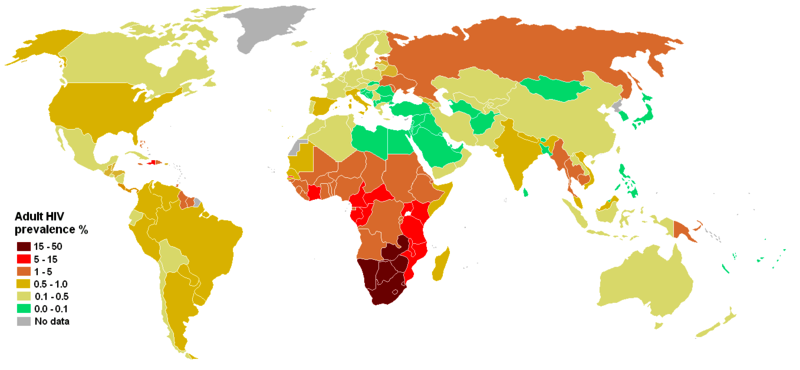 Adult HIV
prevalence %
15 - 50
5 - 15
1 - 5
0.5 - 1.0
0.1 - 0.5
0.0 - 0.1
No data